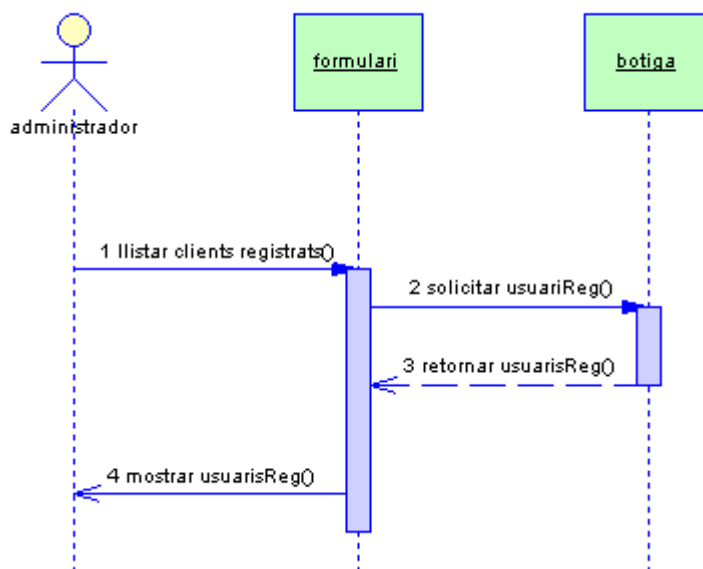 formulari
botiga
administrador
1 llistar clients registrats()
2 solicitar usuariReg()
3 retornar usuarisReg()
4 mostrar usuarisReg()